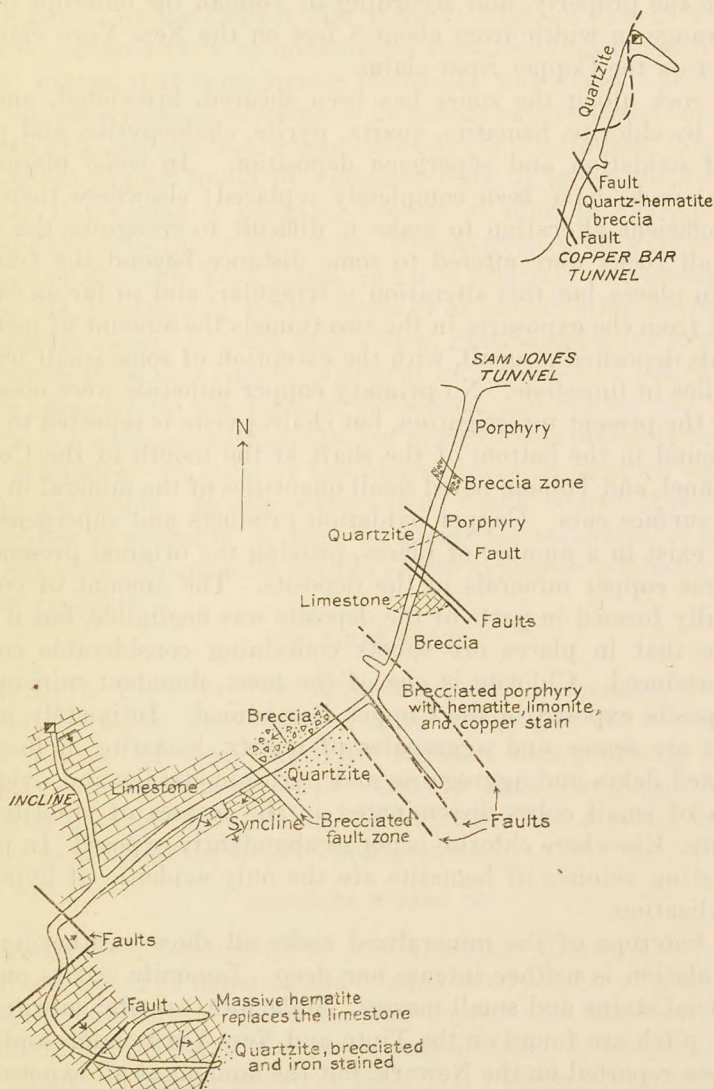 Quartzite
Fault
Quartz-hematite
breccia
Fault
COPPER BAR
TUNNEL
SAM JONES
TUNNEL
N
Porphyry
Breccia zone
Porphyry
Quartzite
Fault
Limestone
Faults
Breccia
Brecciated porphyry
with hematite, limonite,
and copper stain
Breccia
Limestone
Quartzite
INCLINE
Syncline
Brecciated
fault zone
Faults
Faults
Fault
Massive hematite
replaces the limestone
Quartzite, brecciated
and iron stained